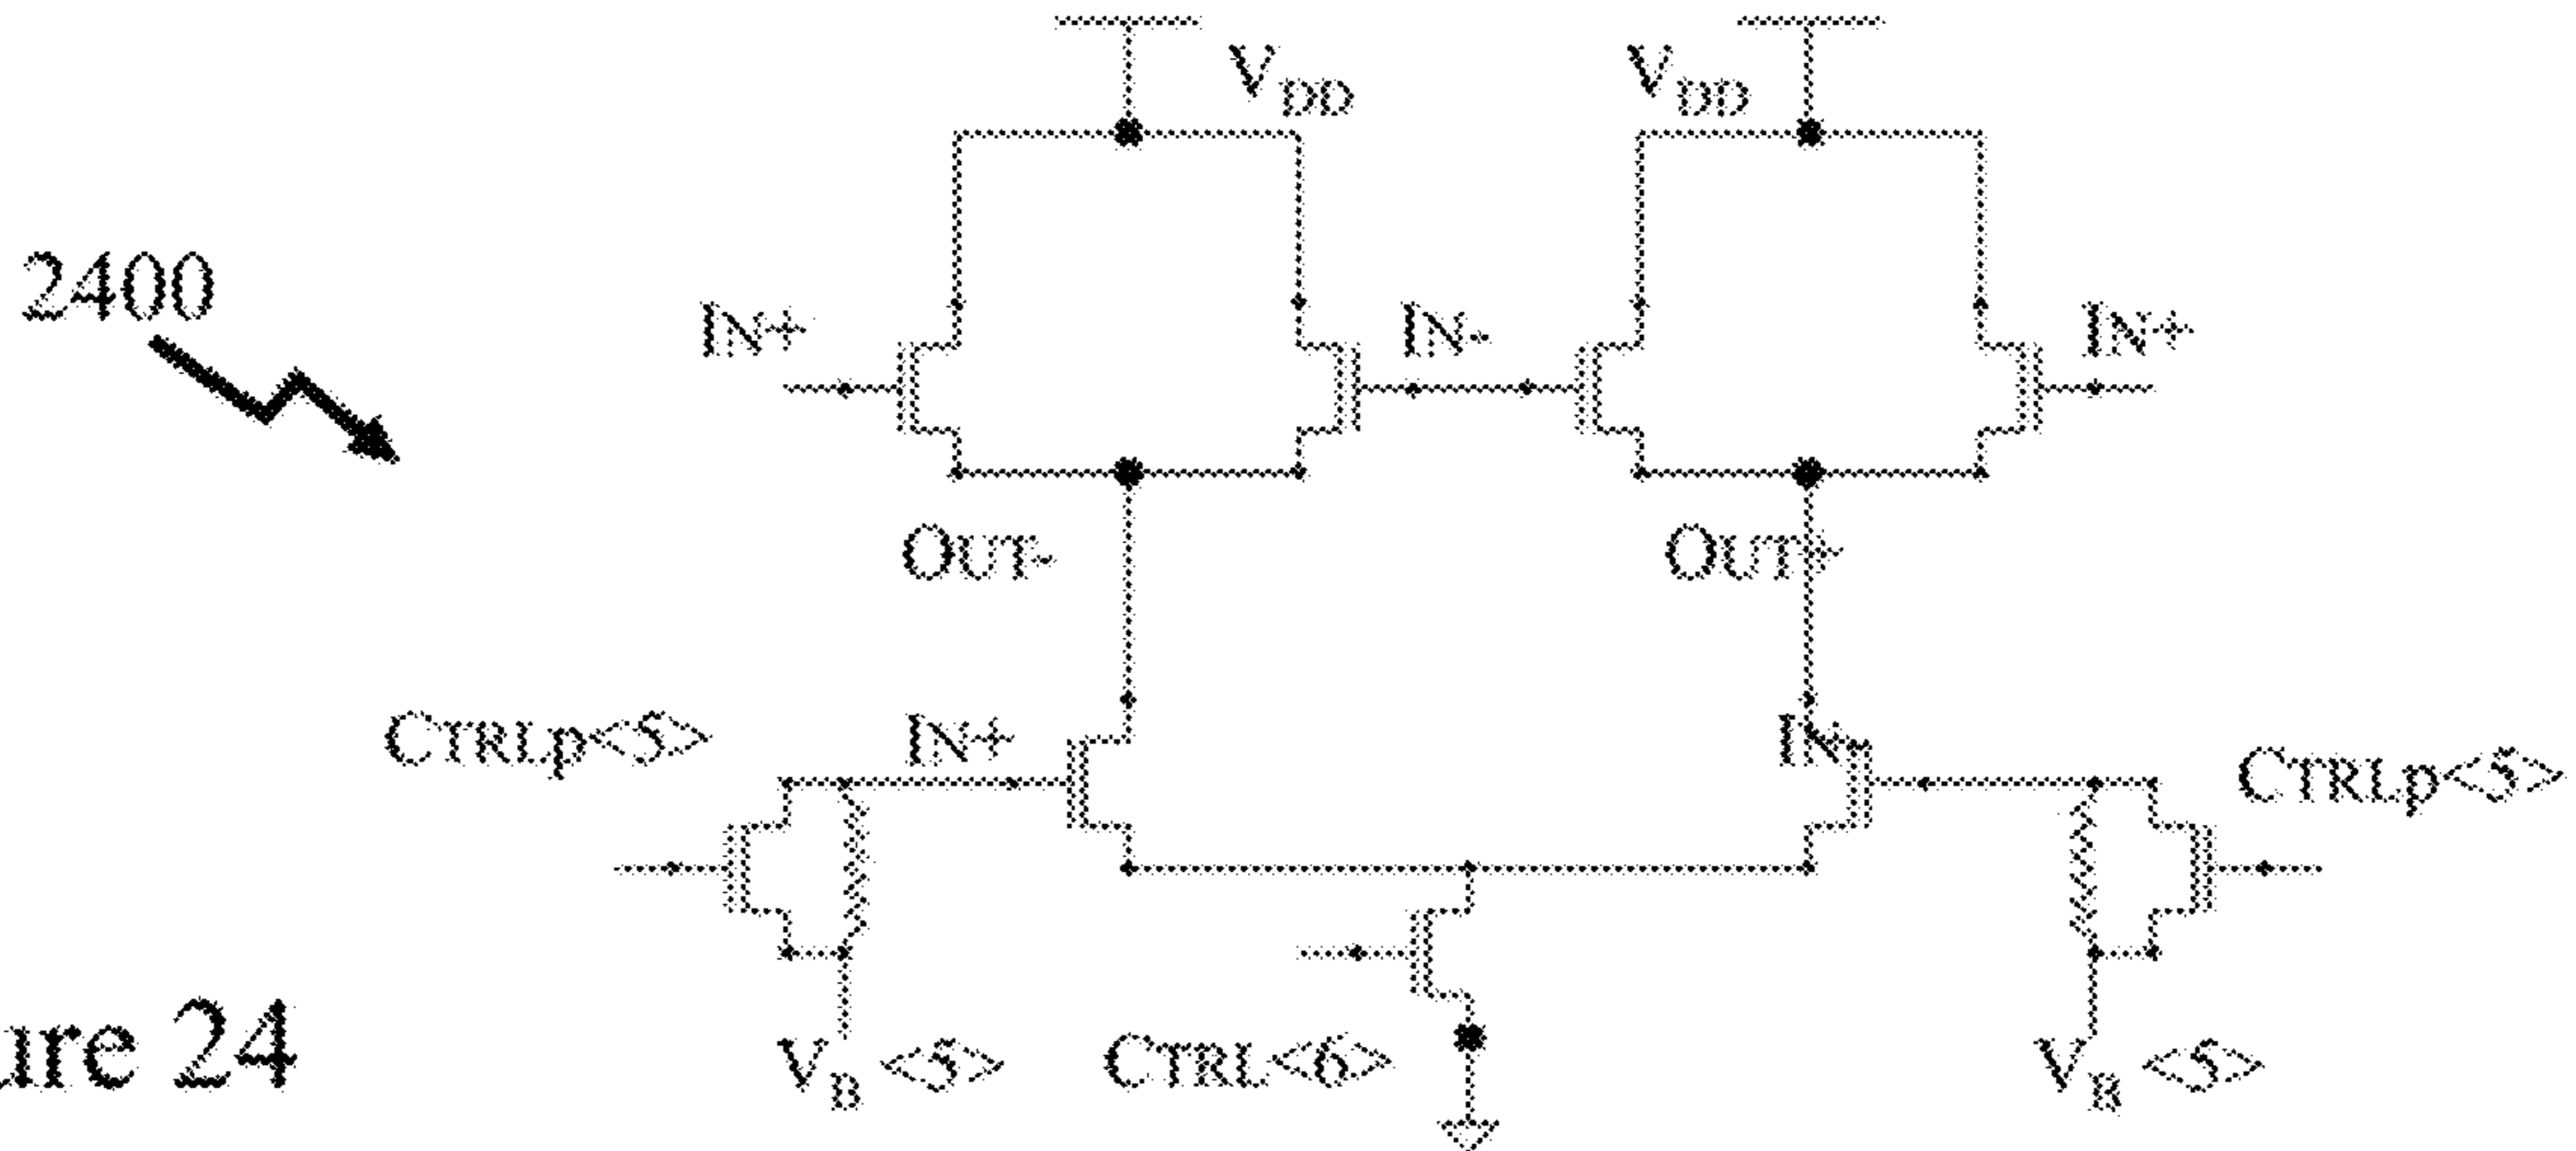 VDD VDD
2400
IN+ IN- IN+
OUT- OUT+
CTRLp<5> IN+ IN- CTRLp<5>
VB <5> CTRL<6> VB <5>
ure 24